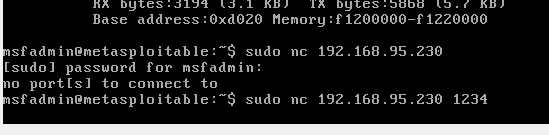 RX bytes:3194 (3.1 KB)  TX bytes:5868 (5.7 KB)
Base address:0xd020 Memory:f1200000-f1220000
msfadmin@metasploitable:~$ sudo nc 192.168.95.230
[sudo] password for msfadmin:
no port[s] to connect to
msfadmin@metasploitable:~$ sudo nc 192.168.95.230 1234